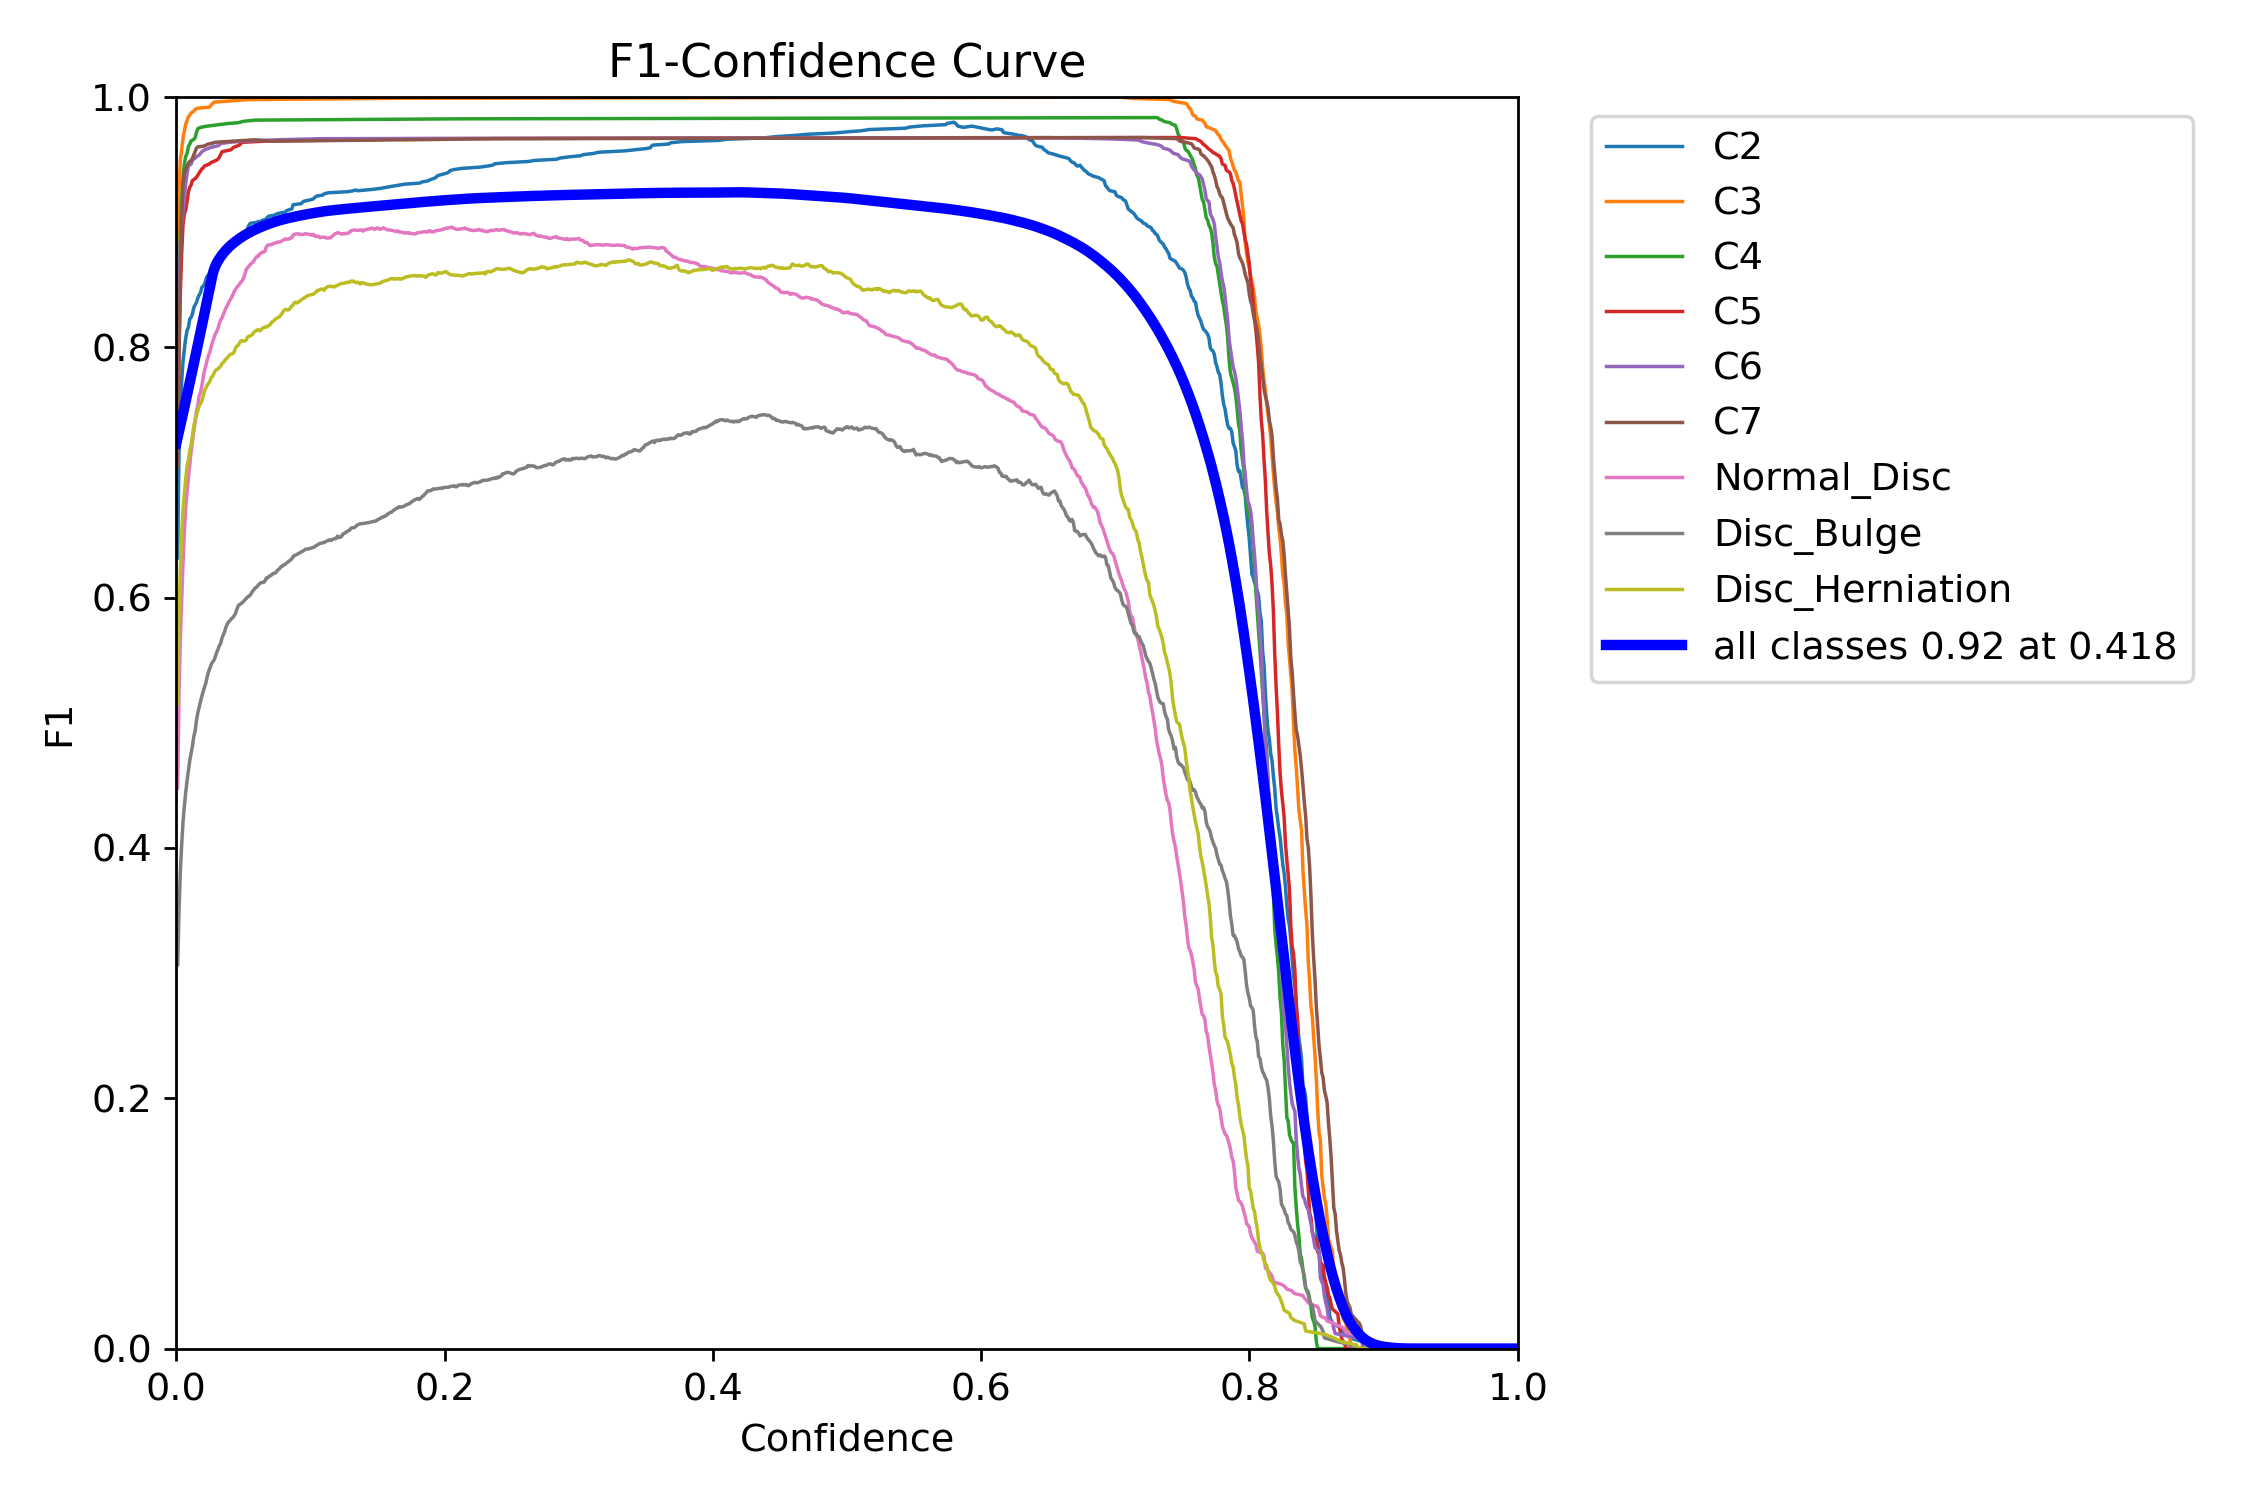 F1-Confidence Curve
1.0
0.8
0.6
0.4
0.2
0.0
F1
0.0 0.2 0.4 0.6 0.8 1.0
Confidence
C2
C3
C4
C5
C6
C7
Normal_Disc
Disc_Bulge
Disc_Herniation
all classes 0.92 at 0.418